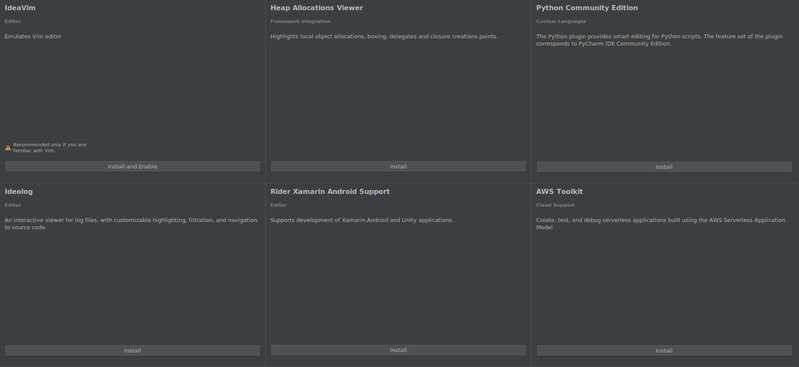 IdeaVim
Editor
Emulates Vim editor
Recommended only if you are
familiar with Vim.
Install and Enable
Heap Allocations Viewer
Framework Integration
Highlights local object allocations, boxing, delegates and closure creations points.
Install
Python Community Edition
Custom Languages
The Python plugin provides smart editing for Python scripts. The feature set of the plugin
corresponds to PyCharm IDE Community Edition.
Install
Ideolog
Editor
An interactive viewer for log files, with customizable highlighting, filtration, and navigation
to source code.
Install
Rider Xamarin Android Support
Editor
Supports development of Xamarin.Android and Unity applications.
Install
AWS Toolkit
Cloud Support
Create, test, and debug serverless applications built using the AWS Serverless Application
Model
Install